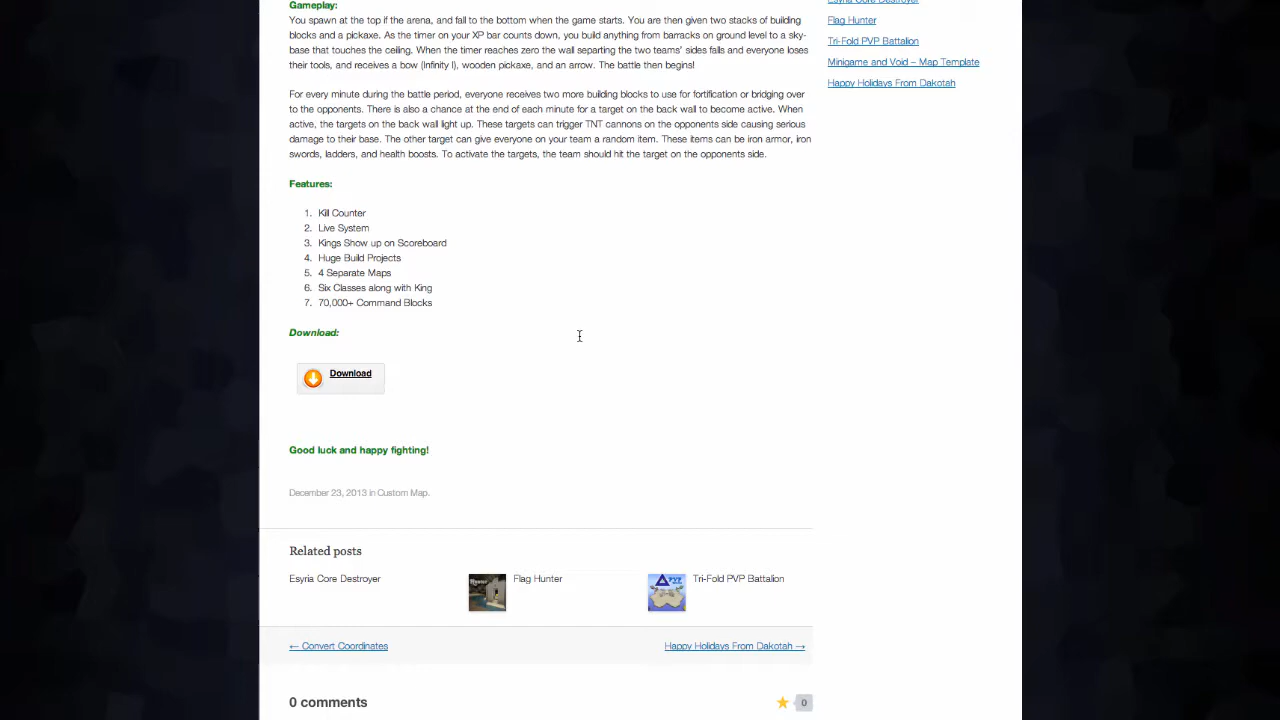 Gameplay:
You spawn at the top if the arena, and fall to the bottom when the game starts. You are then given two stacks of building
blocks and a pickaxe. As the timer on your XP bar counts down, you build anything from barracks on ground level to a sky-
base that touches the ceiling. When the timer reaches zero the wall separting the two teams' sides falls and everyone loses
their tools, and receives a bow (Infinity I), wooden pickaxe, and an arrow. The battle then begins!
For every minute during the battle period, everyone receives two more building blocks to use for fortification or bridging over
to the opponents. There is also a chance at the end of each minute for a target on the back wall to become active. When
active, the targets on the back wall light up. These targets can trigger TNT cannons on the opponents side causing serious
damage to their base. The other target can give everyone on your team a random item. These items can be iron armor, iron
swords, ladders, and health boosts. To activate the targets, the team should hit the target on the opponents side.
Features:
1. Kill Counter
2. Live System
3. Kings Show up on Scoreboard
4. Huge Build Projects
5. 4 Separate Maps
6. Six Classes along with King
7. 70,000+ Command Blocks
Download:
Download
Good luck and happy fighting!
December 23, 2013 in Custom Map.
Related posts
Esyria Core Destroyer
Flag Hunter
Tri-Fold PVP Battalion
← Convert Coordinates
Happy Holidays From Dakotah →
0 comments
0
Esyria Core Destroyer
Flag Hunter
Tri-Fold PVP Battalion
Minigame and Void – Map Template
Happy Holidays From Dakotah